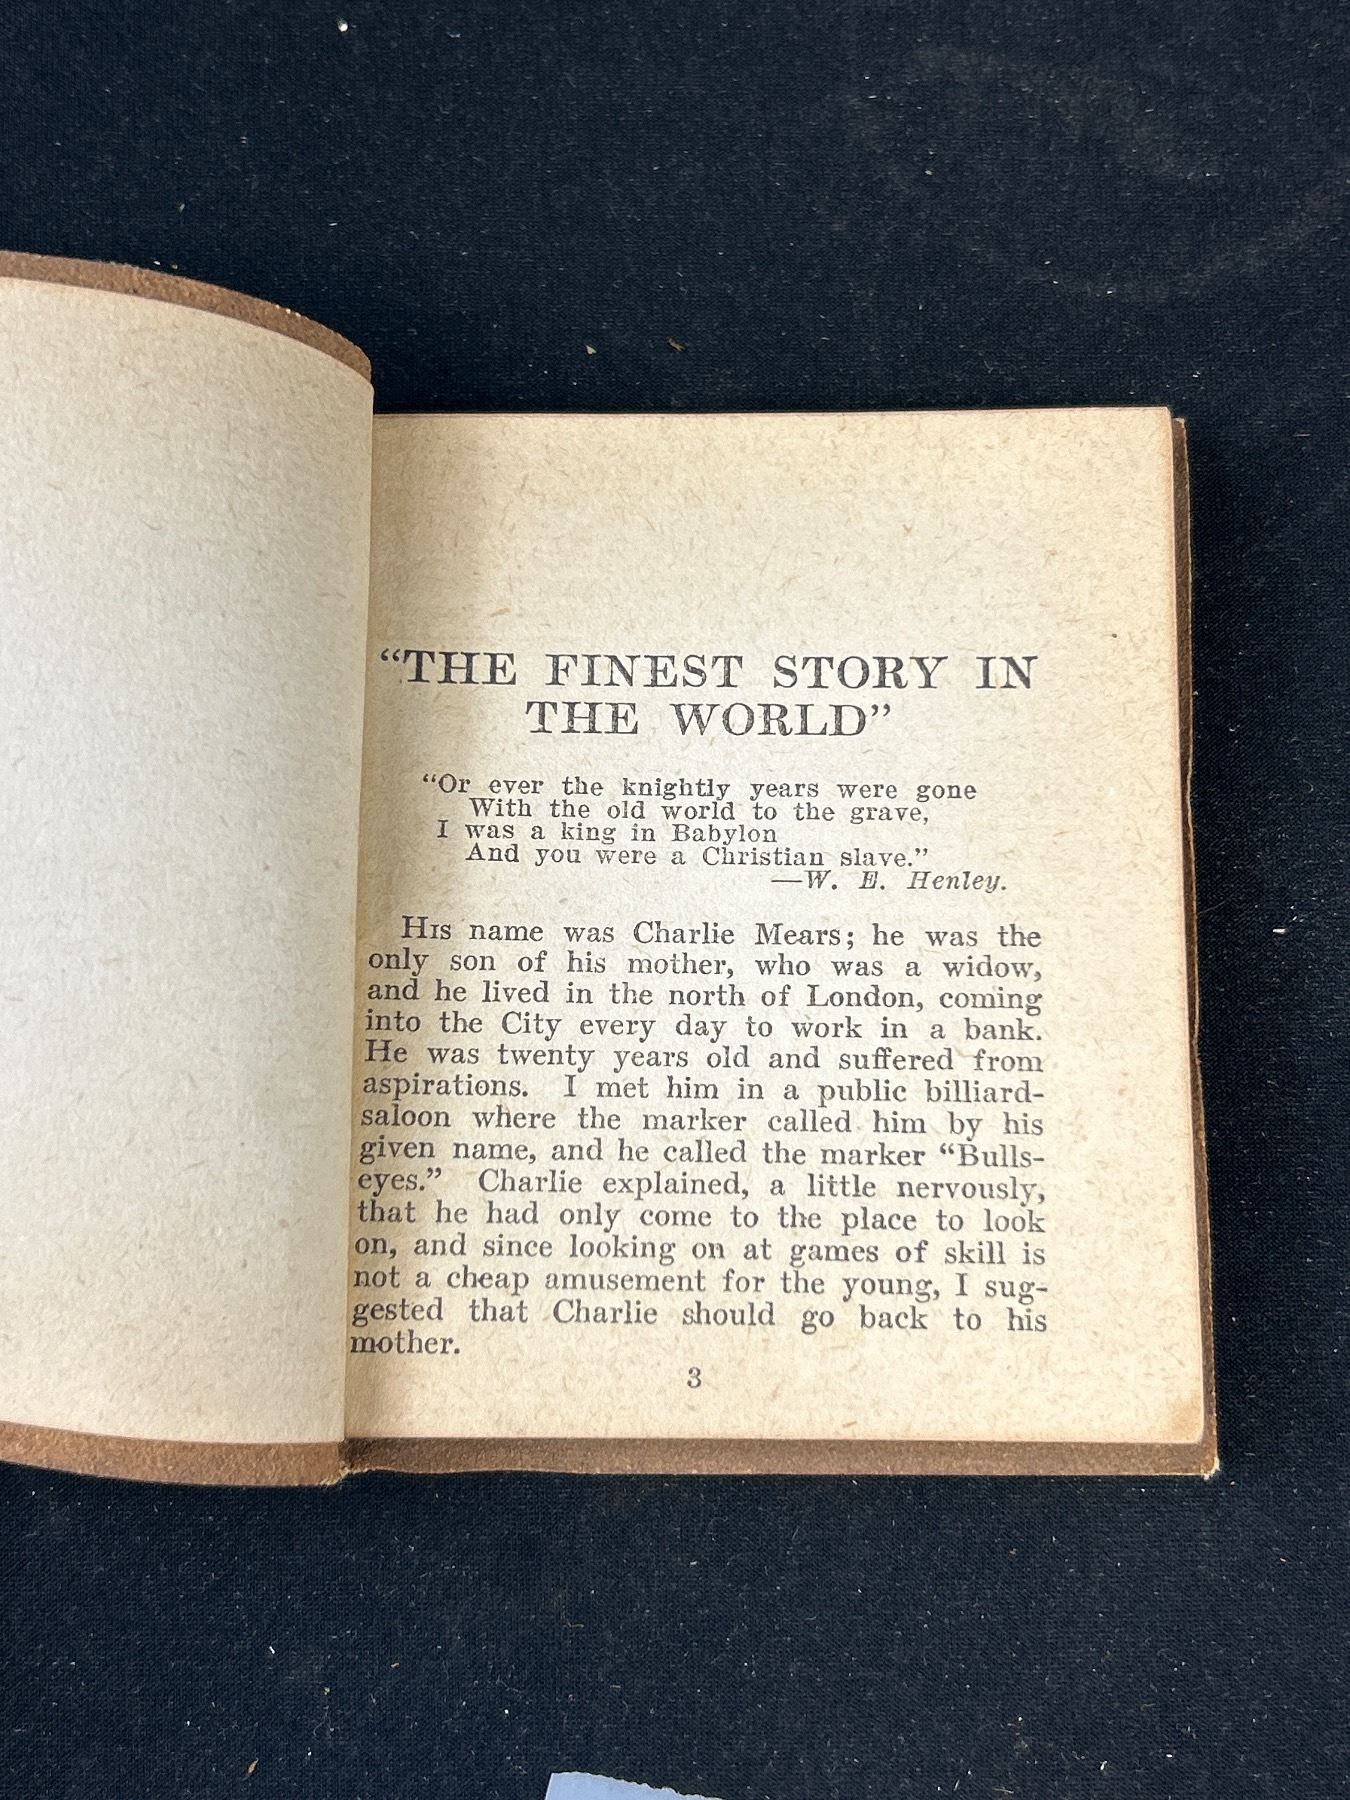 “THE FINEST STORY IN
THE WORLD”
“Or ever the knightly years were gone
With the old world to the grave,
I was a king in Babylon
And you were a Christian slave.”
—W. E. Henley.
His name was Charlie Mears; he was the
only son of his mother, who was a widow,
and he lived in the north of London, coming
into the City every day to work in a bank.
He was twenty years old and suffered from
aspirations. I met him in a public billiard-
saloon where the marker called him by his
given name, and he called the marker “Bulls-
eyes.” Charlie explained, a little nervously,
that he had only come to the place to look
on, and since looking on at games of skill is
not a cheap amusement for the young, I sug-
gested that Charlie should go back to his
mother.
3